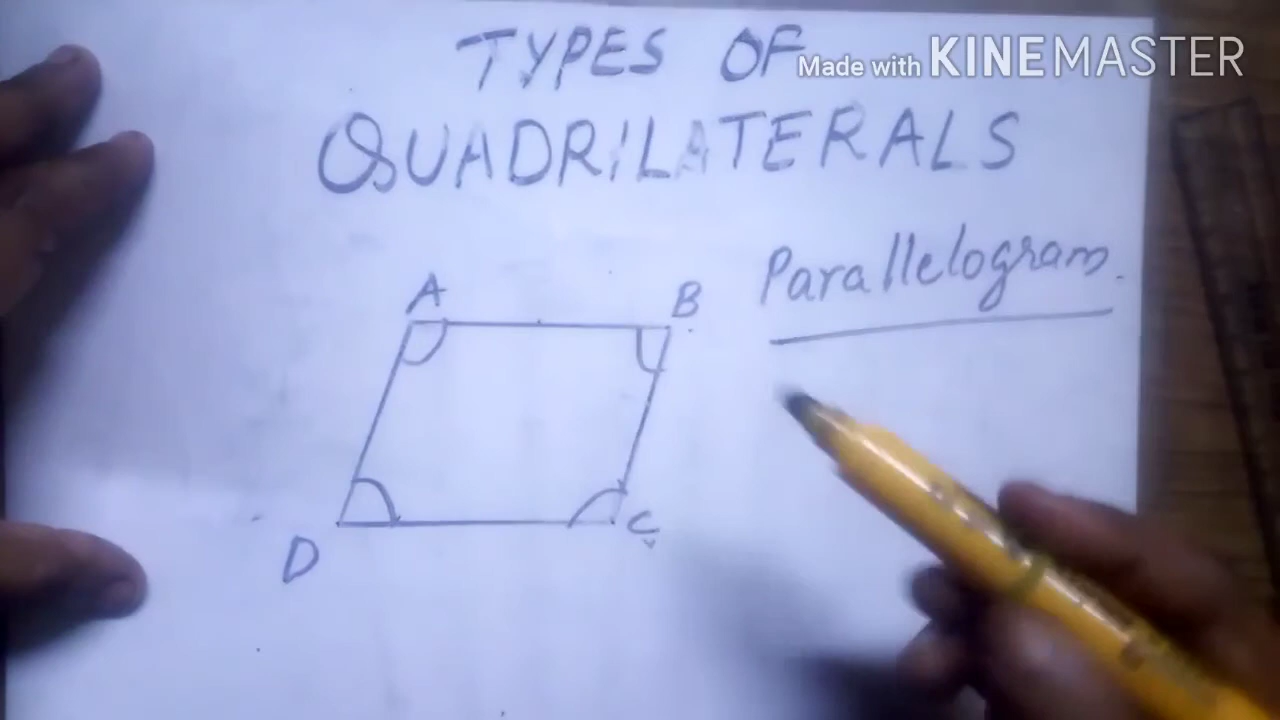 TYPES OF
Made with KINEMASTER
QUADRILATERALS
Parallelogram.
A
B
D
C